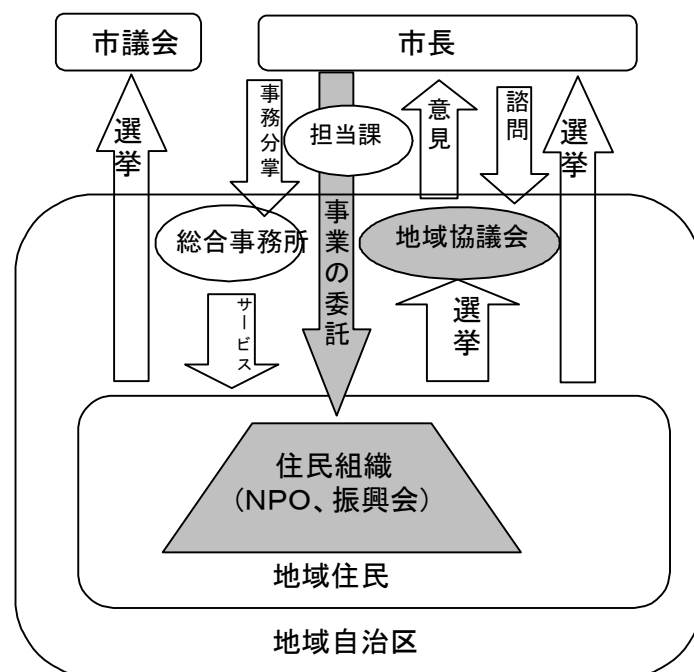 市議会
市長
選挙
事務分掌
担当課
意見
諮問
選挙
総合事務所
事業の委託
地域協議会
サービス
選挙
住民組織
(NPO、振興会)
地域住民
地域自治区